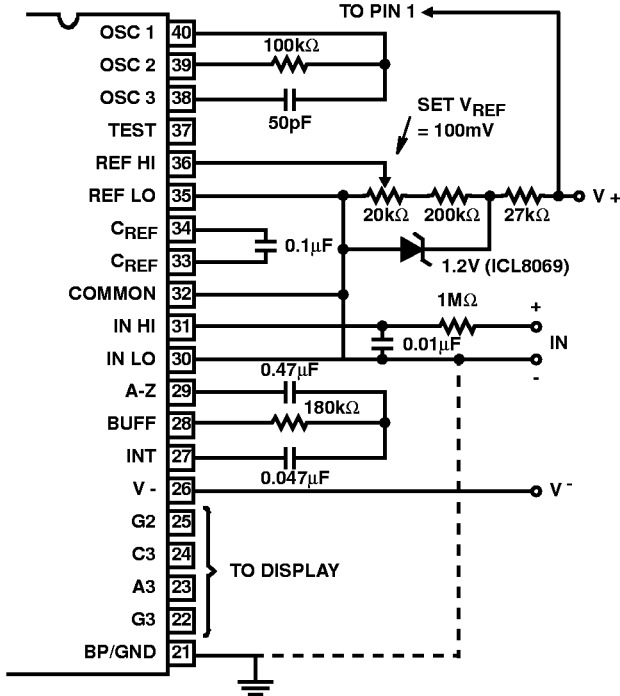 TO PIN 1
OSC 1 40
100kΩ
OSC 2 39
OSC 3 38
50pF
SET VREF
= 100mV
TEST 37
REF HI 36
REF LO 35
V +
20kΩ 200kΩ 27kΩ
CREF 34
0.1µF
CREF 33
1.2V (ICL8069)
COMMON 32
1MΩ
IN HI 31
+
0.01µF
IN
IN LO 30
-
0.47µF
A-Z 29
180kΩ
BUFF 28
INT 27
0.047µF
V - 26
V -
G2 25
C3 24
TO DISPLAY
A3 23
G3 22
BP/GND 21